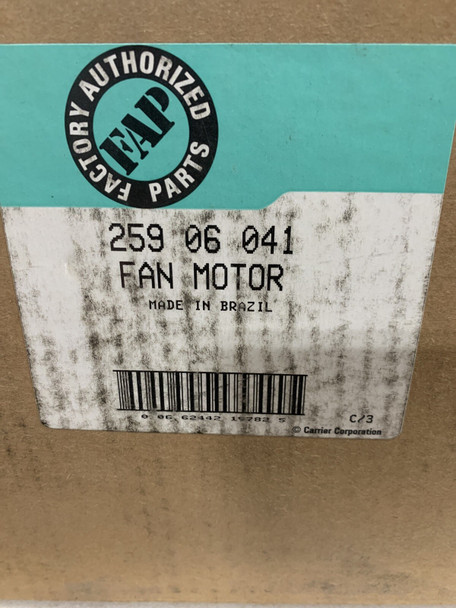 FACTORY AUTHORIZED PARTS
FAP
259 06 041
FAN MOTOR
MADE IN BRAZIL
C/3
© Carrier Corporation